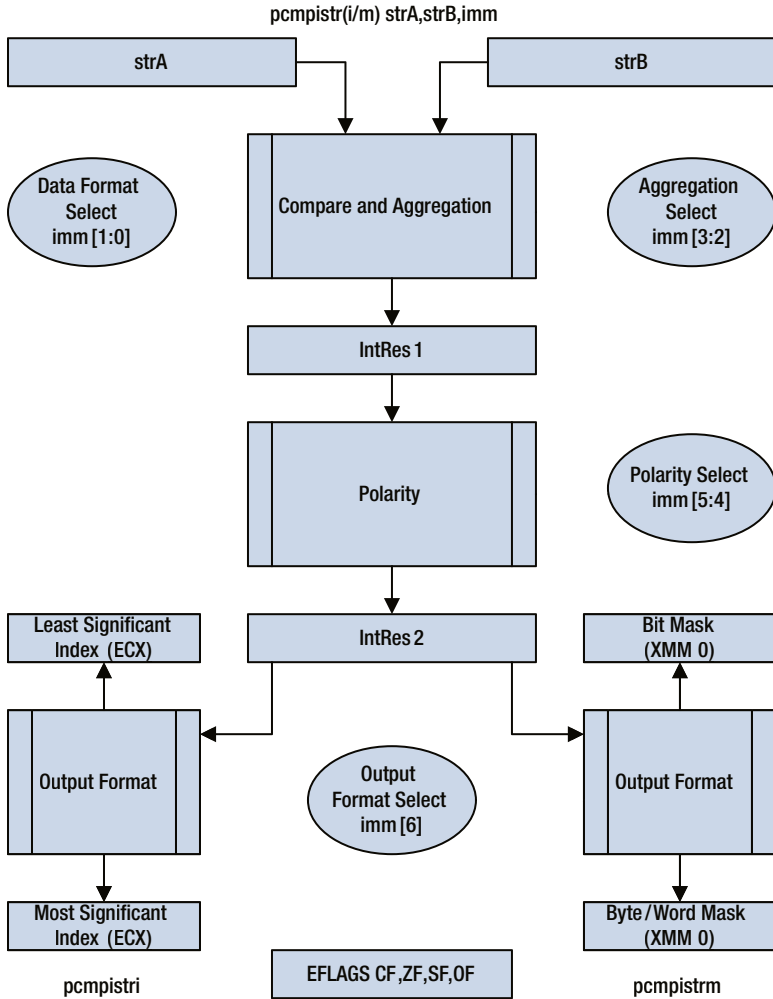 pcmpistr(i/m) strA,strB,imm
strA
strB
Data Format
Select
imm [1:0]
Compare and Aggregation
Aggregation
Select
imm [3:2]
IntRes 1
Polarity
Polarity Select
imm [5:4]
Least Significant
Index (ECX)
IntRes 2
Bit Mask
(XMM 0)
Output Format
Output
Format Select
imm [6]
Output Format
Most Significant
Index (ECX)
Byte/Word Mask
(XMM 0)
pcmpistri
EFLAGS CF,ZF,SF,OF
pcmpistrm